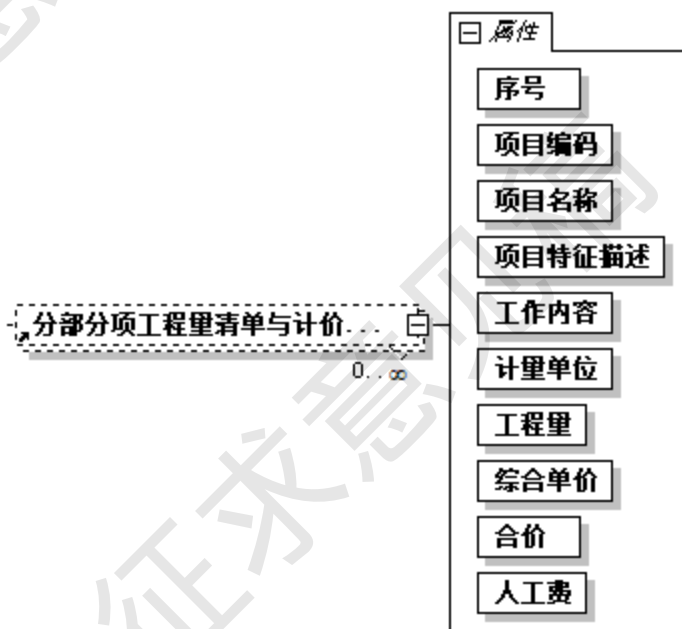 属性
序号
项目编码
项目名称
项目特征描述
分部分项工程量清单与计价...
0..∞
工作内容
计量单位
工程量
综合单价
合价
人工费
征求意见稿